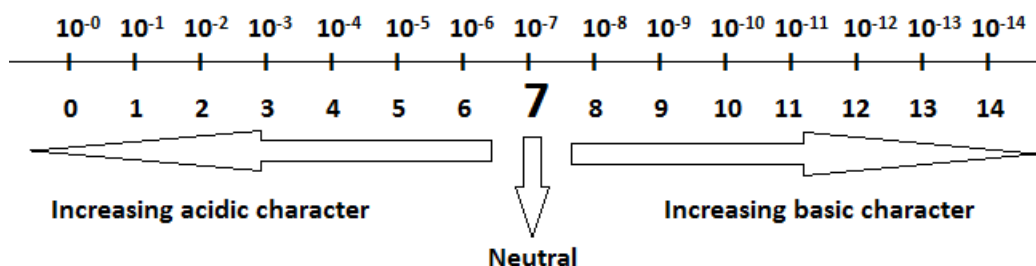 10⁻⁰ 10⁻¹ 10⁻² 10⁻³ 10⁻⁴ 10⁻⁵ 10⁻⁶ 10⁻⁷ 10⁻⁸ 10⁻⁹ 10⁻¹⁰ 10⁻¹¹ 10⁻¹² 10⁻¹³ 10⁻¹⁴
0 1 2 3 4 5 6 7 8 9 10 11 12 13 14
Increasing acidic character Increasing basic character
Neutral